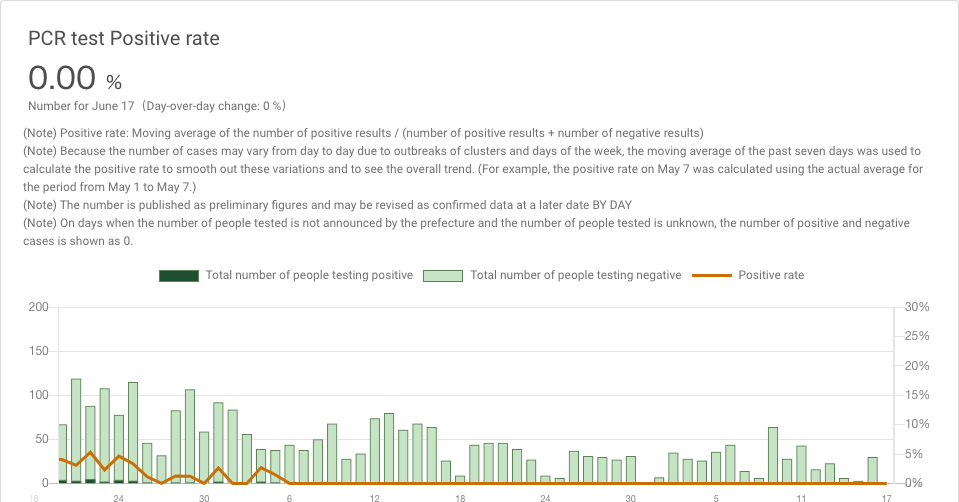 PCR test Positive rate
0.00 %
Number for June 17 (Day-over-day change: 0 %)
(Note) Positive rate: Moving average of the number of positive results / (number of positive results + number of negative results)
(Note) Because the number of cases may vary from day to day due to outbreaks of clusters and days of the week, the moving average of the past seven days was used to
calculate the positive rate to smooth out these variations and to see the overall trend. (For example, the positive rate on May 7 was calculated using the actual average for
the period from May 1 to May 7.)
(Note) The number is published as preliminary figures and may be revised as confirmed data at a later date BY DAY
(Note) On days when the number of people tested is not announced by the prefecture and the number of people tested is unknown, the number of positive and negative
cases is shown as 0.
Total number of people testing positive Total number of people testing negative Positive rate
200 30%
25%
150 20%
100 15%
50 10%
5%
0 0%
18 24 30 6 12 18 24 30 5 11 17